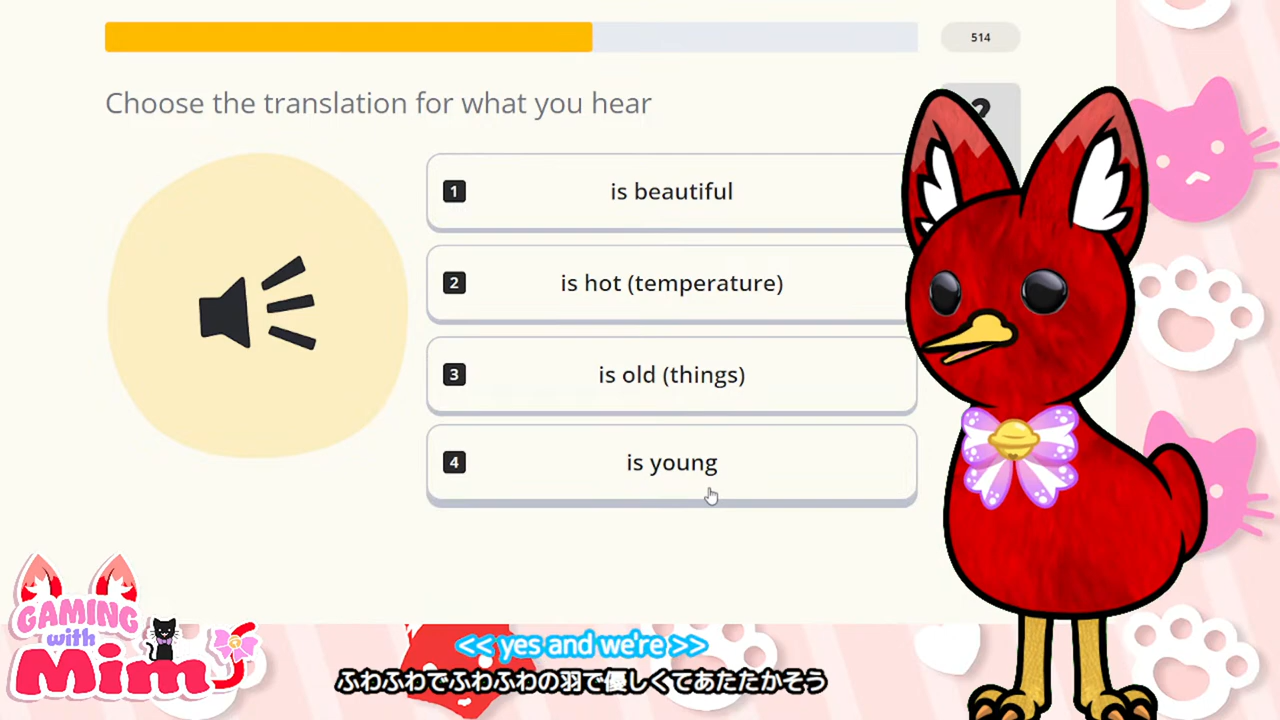 514
Choose the translation for what you hear
1 is beautiful
2 is hot (temperature)
3 is old (things)
4 is young
GAMING
with
Mim
<< yes and we're >>
ふわふわでふわふわの羽で優しくてあたたかそう